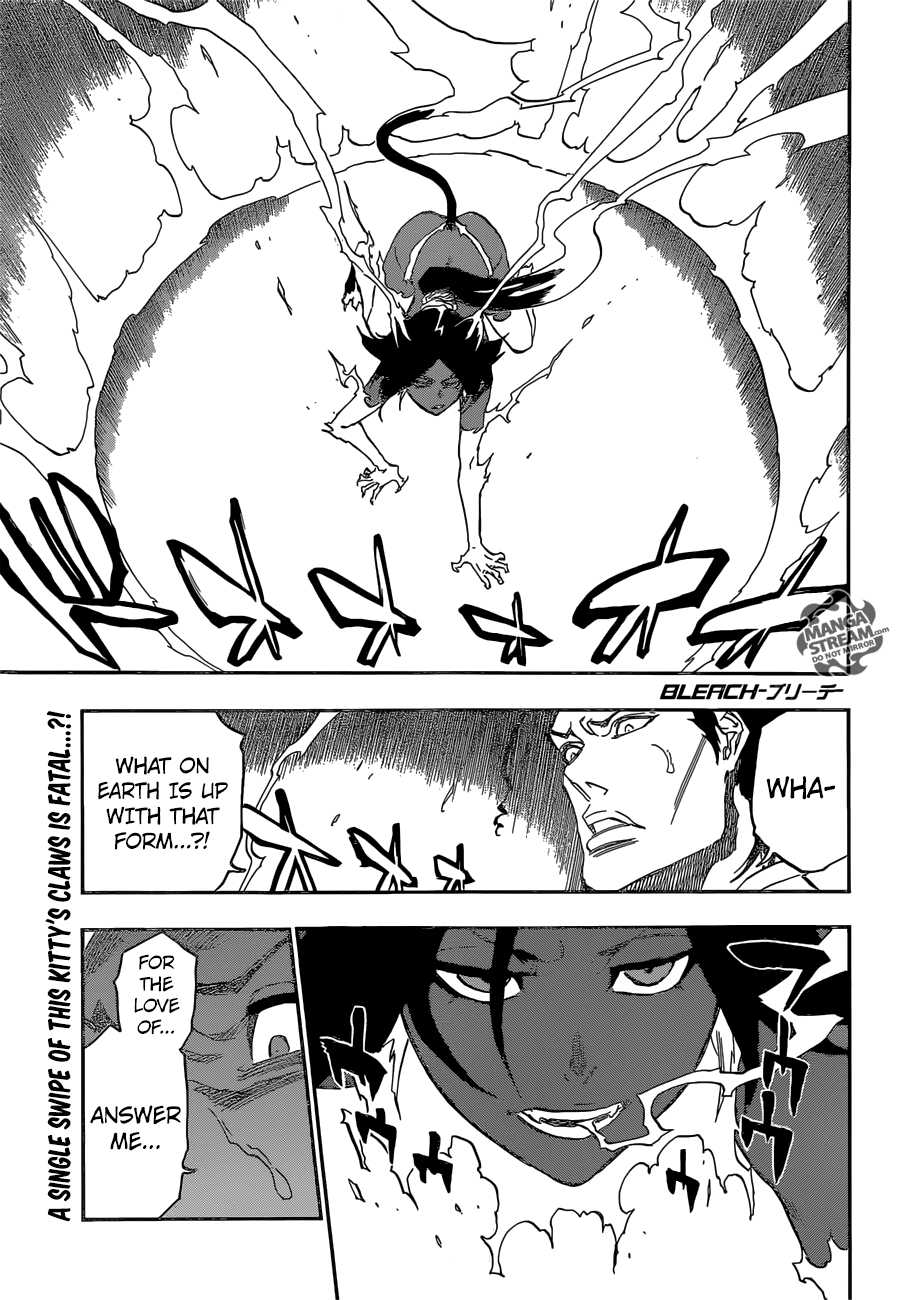 MANGA
STREAM.com
DO NOT MIRROR
BLEACH-ブリーチ
WHA-
WHAT ON
EARTH IS UP
WITH THAT
FORM...?!
A SINGLE SWIPE OF THIS KITTY'S CLAWS IS FATAL...?!
FOR
THE
LOVE
OF...
ANSWER
ME...